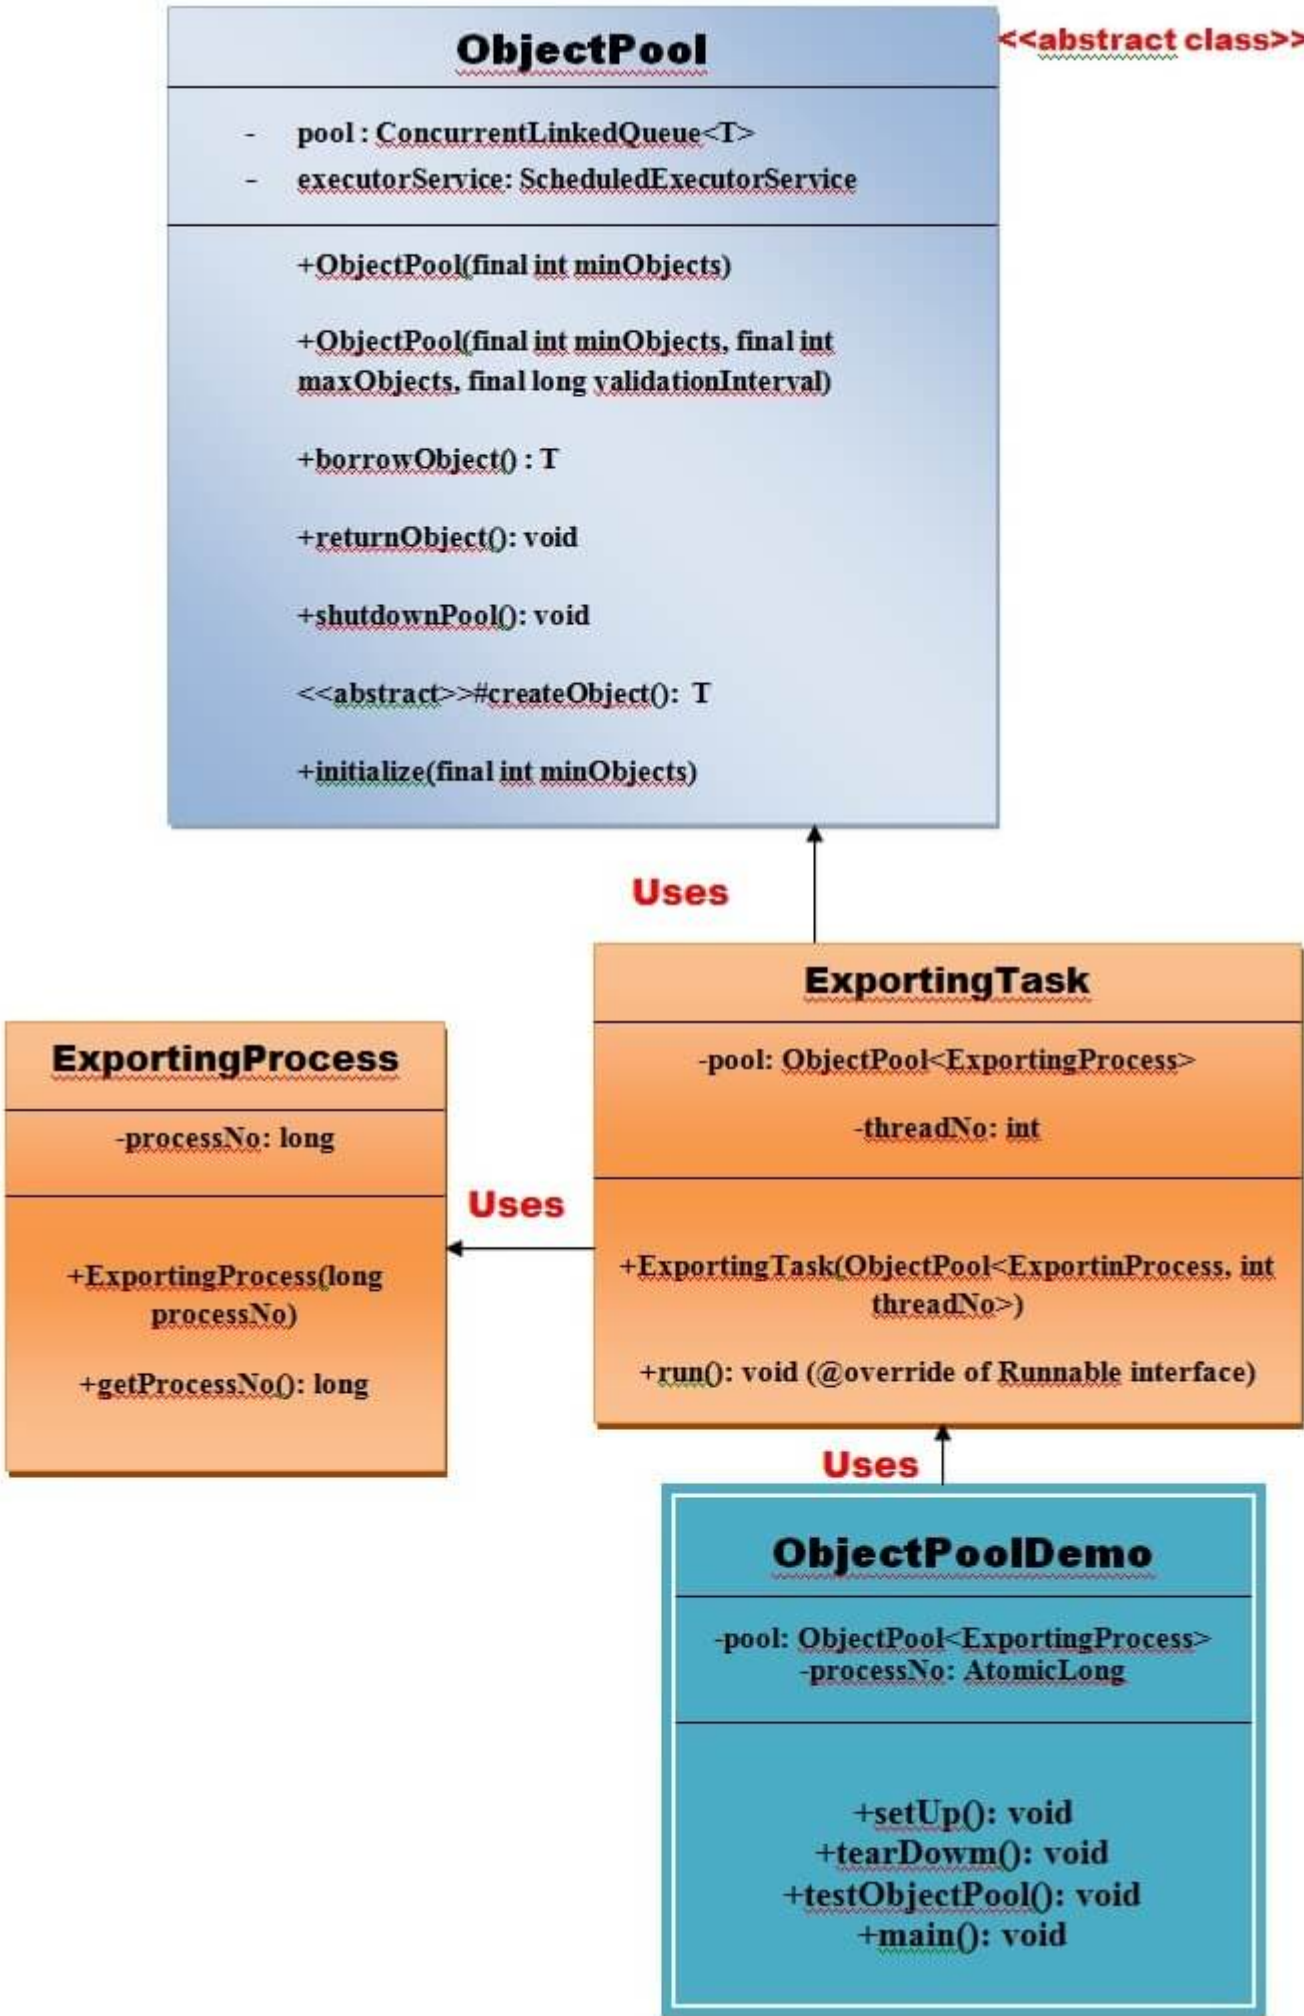 ObjectPool
<<abstract class>>
- pool : ConcurrentLinkedQueue<T>
- executorService: ScheduledExecutorService
+ObjectPool(final int minObjects)
+ObjectPool(final int minObjects, final int
maxObjects, final long validationInterval)
+borrowObject() : T
+returnObject(): void
+shutdownPool(): void
<<abstract>>#createObject(): T
+initialize(final int minObjects)
Uses
ExportingTask
-pool: ObjectPool<ExportingProcess>
-threadNo: int
+ExportingTask(ObjectPool<ExportinProcess, int
threadNo>)
+run(): void (@override of Runnable interface)
ExportingProcess
-processNo: long
+ExportingProcess(long
processNo)
+getProcessNo(): long
Uses
Uses
ObjectPoolDemo
-pool: ObjectPool<ExportingProcess>
-processNo: AtomicLong
+setUp(): void
+tearDowm(): void
+testObjectPool(): void
+main(): void